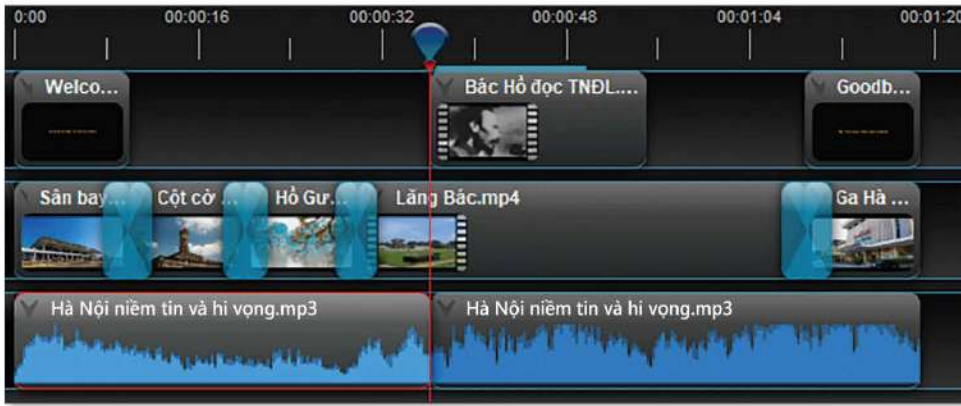 0:00 00:00:16 00:00:32 00:00:48 00:01:04 00:01:20
Welco... Bác Hồ đọc TNĐL.... Goodb...
Sân bay... Cột cờ ... Hồ Gư... Lăng Bác.mp4 Ga Hà ...
Hà Nội niềm tin và hi vọng.mp3 Hà Nội niềm tin và hi vọng.mp3